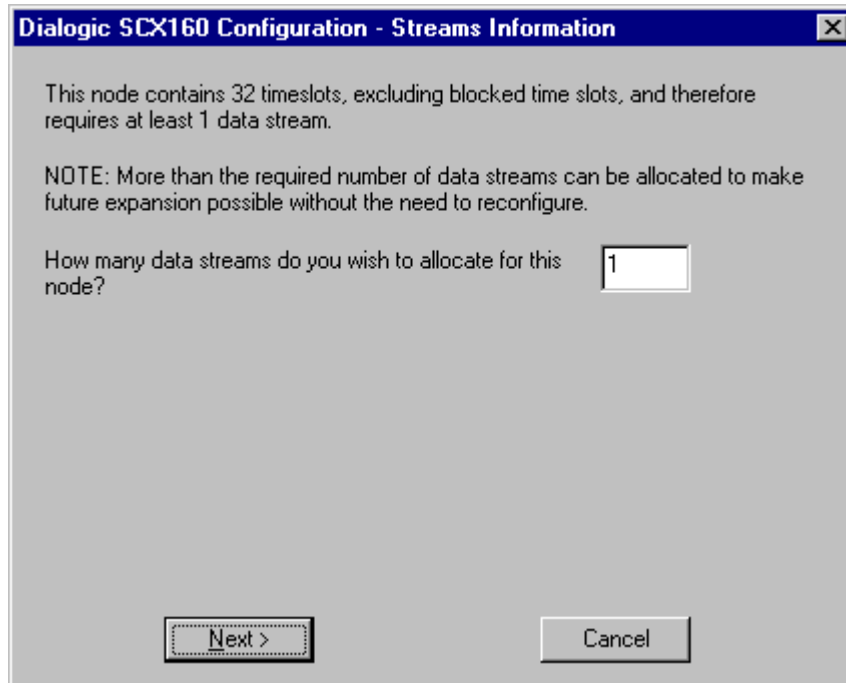 Dialogic SCX160 Configuration - Streams Information
This node contains 32 timeslots, excluding blocked time slots, and therefore
requires at least 1 data stream.
NOTE: More than the required number of data streams can be allocated to make
future expansion possible without the need to reconfigure.
How many data streams do you wish to allocate for this
node?
1
Next >
Cancel